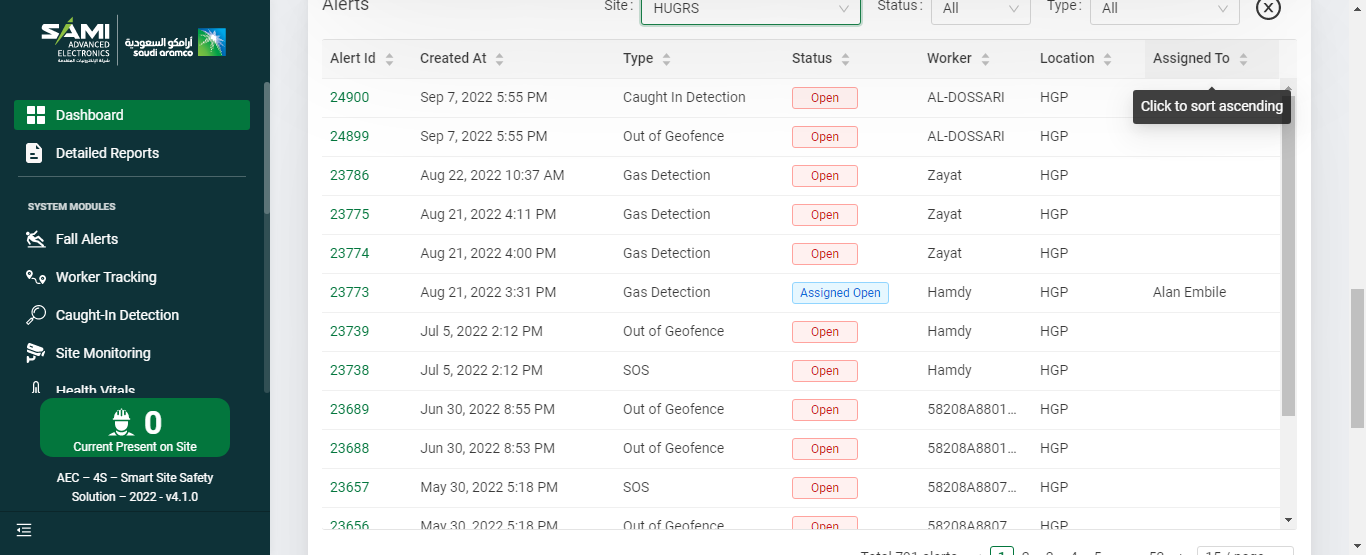 SAMI
ADVANCED
ELECTRONICS
شركة الإلكترونيات المتقدمة
أرامكو السعودية
saudi aramco
Dashboard
Detailed Reports
SYSTEM MODULES
Fall Alerts
Worker Tracking
Caught-In Detection
Site Monitoring
Health Vitals
0
Current Present on Site
AEC – 4S – Smart Site Safety
Solution – 2022 - v4.1.0
Alerts Site : HUGRS Status : All Type : All
Alert Id Created At Type Status Worker Location Assigned To
24900 Sep 7, 2022 5:55 PM Caught In Detection Open AL-DOSSARI HGP
Click to sort ascending
24899 Sep 7, 2022 5:55 PM Out of Geofence Open AL-DOSSARI HGP
23786 Aug 22, 2022 10:37 AM Gas Detection Open Zayat HGP
23775 Aug 21, 2022 4:11 PM Gas Detection Open Zayat HGP
23774 Aug 21, 2022 4:00 PM Gas Detection Open Zayat HGP
23773 Aug 21, 2022 3:31 PM Gas Detection Assigned Open Hamdy HGP Alan Embile
23739 Jul 5, 2022 2:12 PM Out of Geofence Open Hamdy HGP
23738 Jul 5, 2022 2:12 PM SOS Open Hamdy HGP
23689 Jun 30, 2022 8:55 PM Out of Geofence Open 58208A8801... HGP
23688 Jun 30, 2022 8:53 PM Out of Geofence Open 58208A8801... HGP
23657 May 30, 2022 5:18 PM SOS Open 58208A8807... HGP
23656 May 30, 2022 5:18 PM Out of Geofence Open 58208A8807 HGP
1 2 3 4 5 15 / page